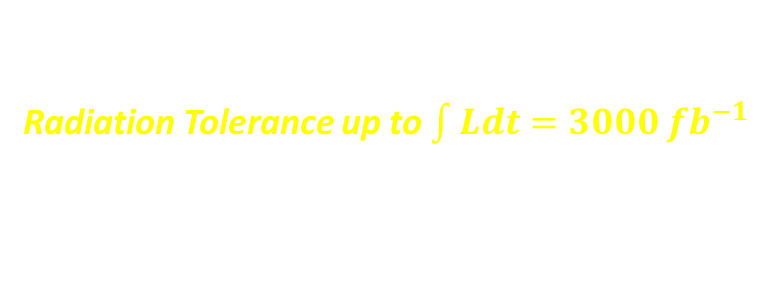 Radiation Tolerance up to ∫ Ldt = 3000 fb⁻¹